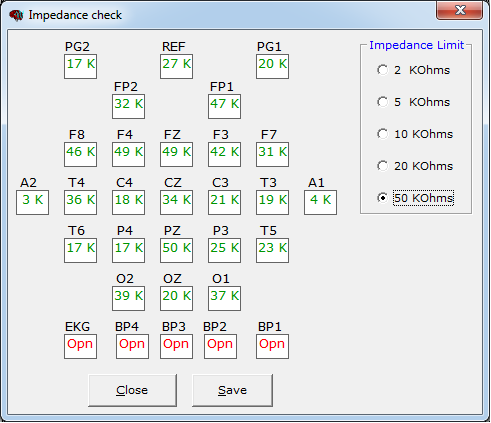 Impedance check
PG2 REF PG1
17 K 27 K 20 K
FP2 FP1
32 K 47 K
F8 F4 FZ F3 F7
46 K 49 K 49 K 42 K 31 K
A2 T4 C4 CZ C3 T3 A1
3 K 36 K 18 K 34 K 21 K 19 K 4 K
T6 P4 PZ P3 T5
17 K 17 K 50 K 25 K 23 K
O2 OZ O1
39 K 20 K 37 K
EKG BP4 BP3 BP2 BP1
Opn Opn Opn Opn Opn
Close Save
Impedance Limit
2 KOhms
5 KOhms
10 KOhms
20 KOhms
50 KOhms